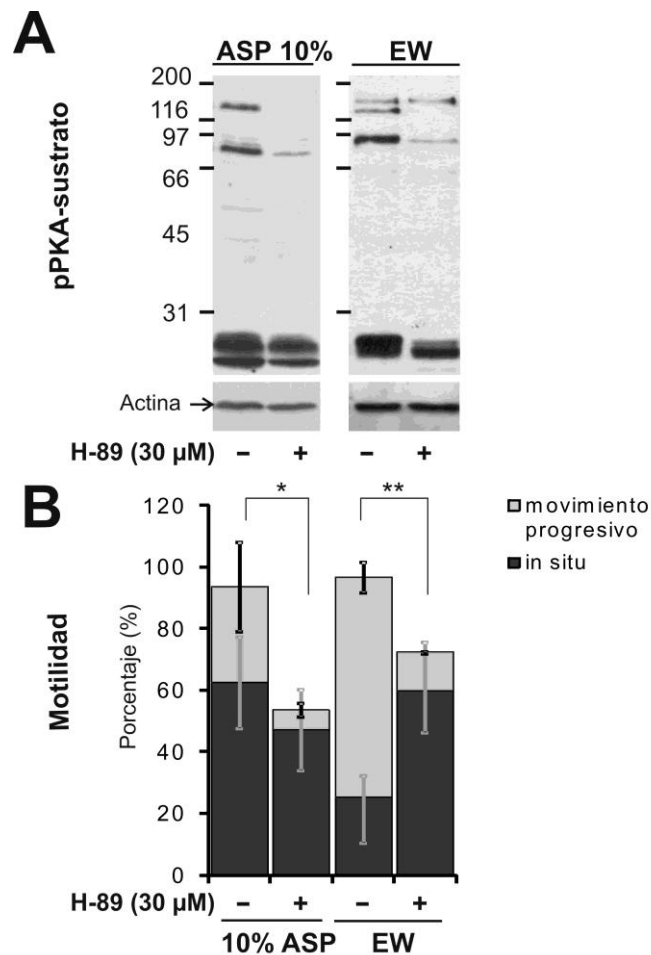 A
ASP 10%
EW
pPKA-sustrato
200
116
97
66
45
31
Actina
H-89 (30 µM)
-
+
-
+
B
*
**
movimiento
progresivo
in situ
Motilidad
Porcentaje (%)
120
100
80
60
40
20
0
H-89 (30 µM)
-
+
-
+
10% ASP
EW